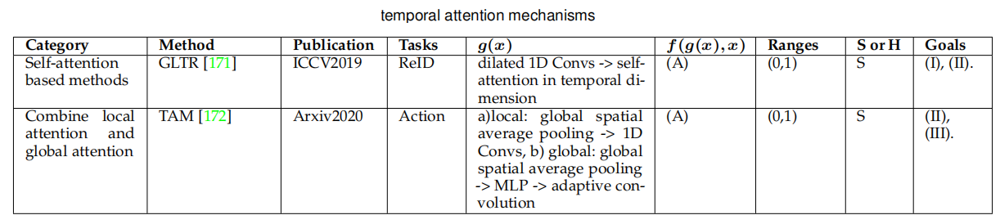 temporal attention mechanisms
Category Method Publication Tasks g(x) f(g(x),x) Ranges S or H Goals
Self-attention based methods GLTR [171] ICCV2019 ReID dilated 1D Convs -> self-attention in temporal dimension (A) (0,1) S (I), (II).
Combine local attention and global attention TAM [172] Arxiv2020 Action a)local: global spatial average pooling -> 1D Convs, b) global: global spatial average pooling -> MLP -> adaptive convolution (A) (0,1) S (II), (III).